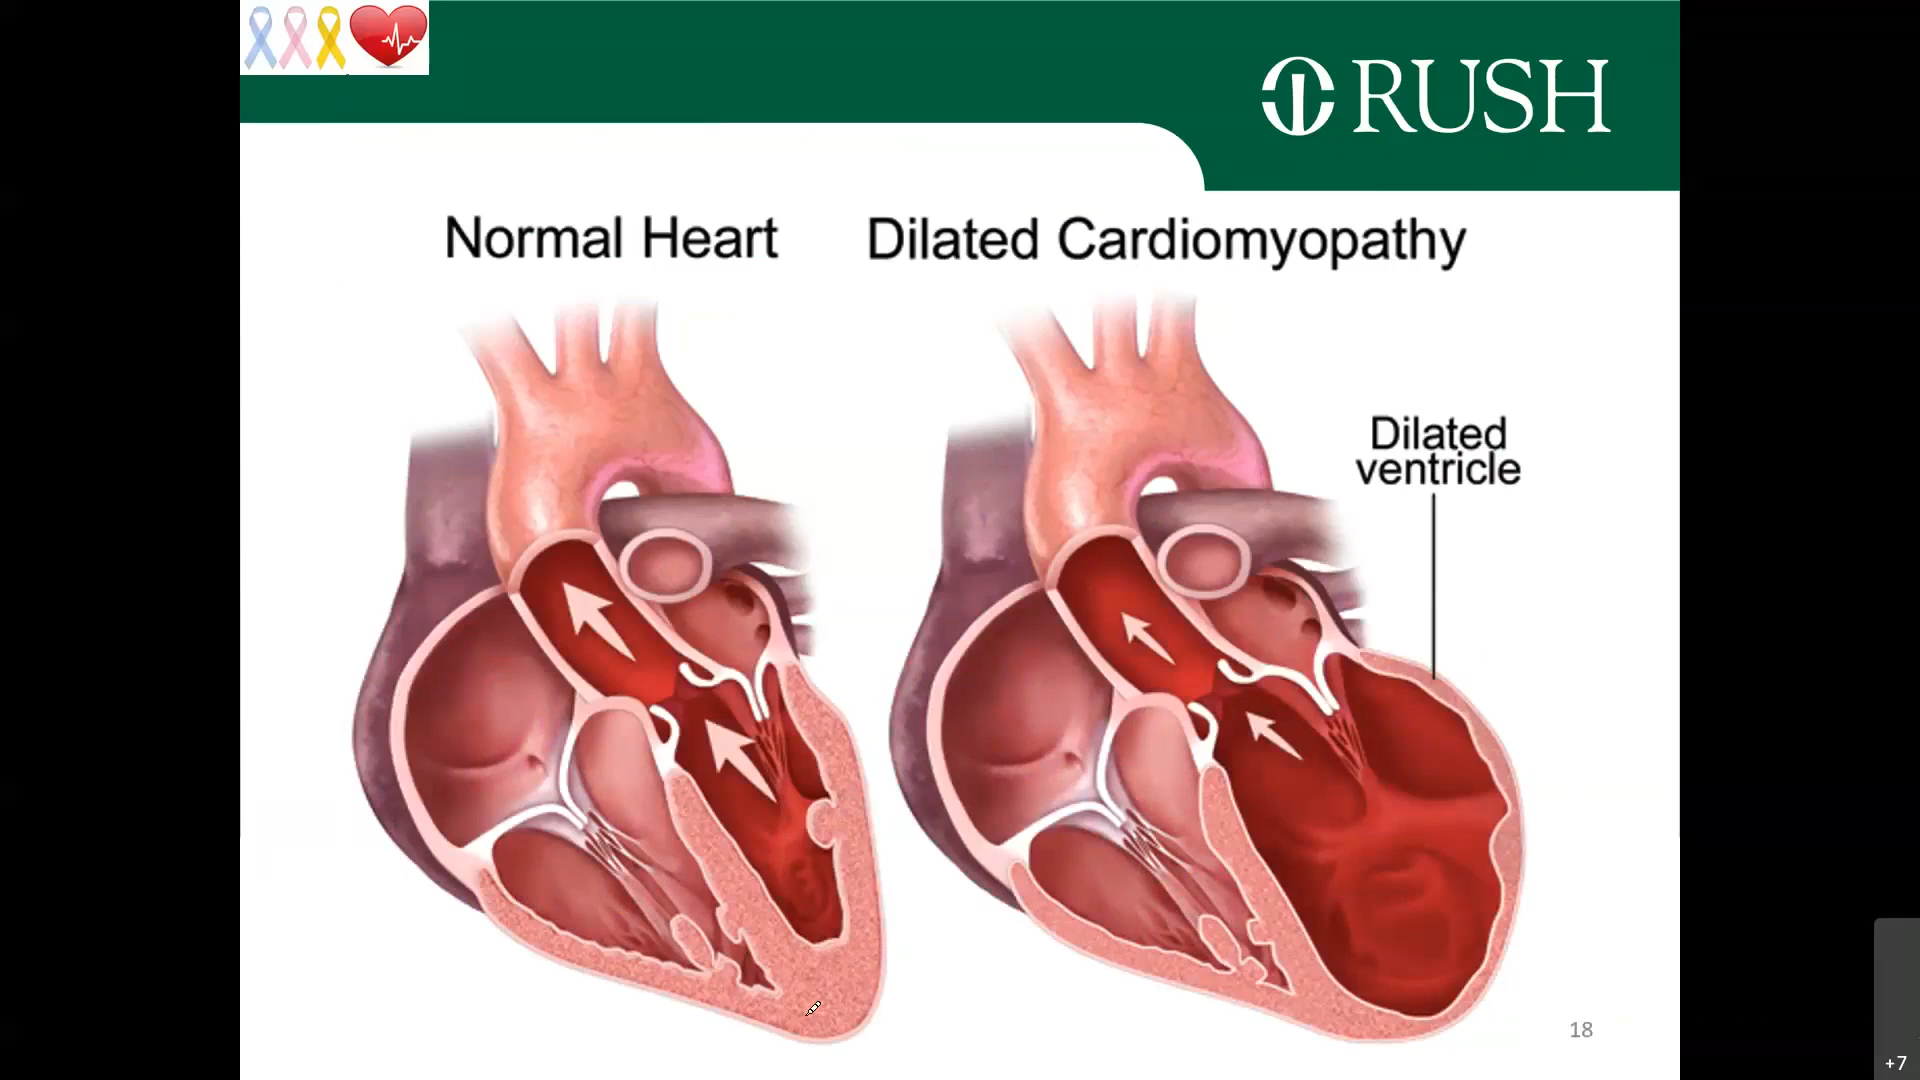 RUSH
Normal Heart
Dilated Cardiomyopathy
Dilated
ventricle
18
+7